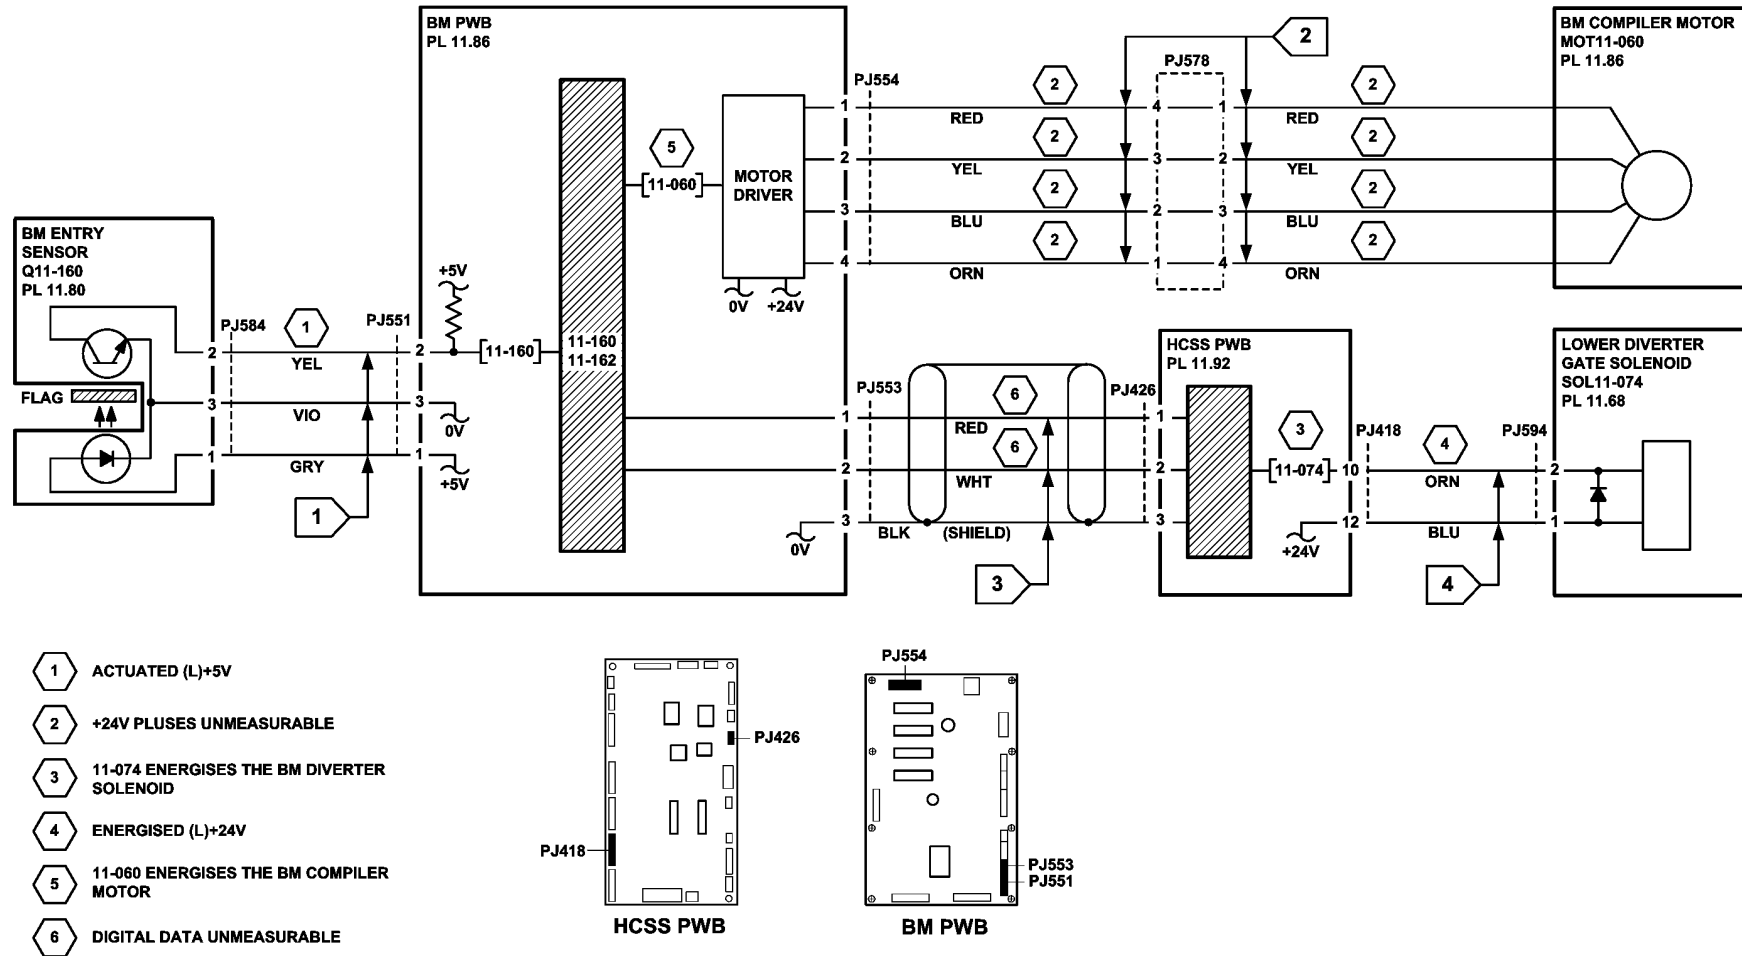 BM PWB
PL 11.86
BM COMPILER MOTOR
MOT11-060
PL 11.86
2
PJ578
PJ554
1
RED
2
4
1
RED
2
2
YEL
2
3
2
YEL
2
3
BLU
2
2
3
BLU
2
4
ORN
2
1
4
ORN
2
5
[11-060]
MOTOR
DRIVER
0V
+24V
BM ENTRY
SENSOR
Q11-160
PL 11.80
FLAG
PJ584
1
PJ551
2
YEL
2
3
VIO
3
1
GRY
1
1
+5V
[11-160]
0V
+5V
11-160
11-162
PJ553
PJ426
1
RED
6
1
2
WHT
6
2
3
BLK
(SHIELD)
3
0V
3
HCSS PWB
PL 11.92
3
[11-074]
+24V
PJ418
PJ594
10
4
ORN
2
12
BLU
1
4
LOWER DIVERTER
GATE SOLENOID
SOL11-074
PL 11.68
1 ACTUATED (L)+5V
2 +24V PLUSES UNMEASURABLE
3 11-074 ENERGISES THE BM DIVERTER
SOLENOID
4 ENERGISED (L)+24V
5 11-060 ENERGISES THE BM COMPILER
MOTOR
6 DIGITAL DATA UNMEASURABLE
PJ426
PJ418
HCSS PWB
PJ554
PJ553
PJ551
BM PWB